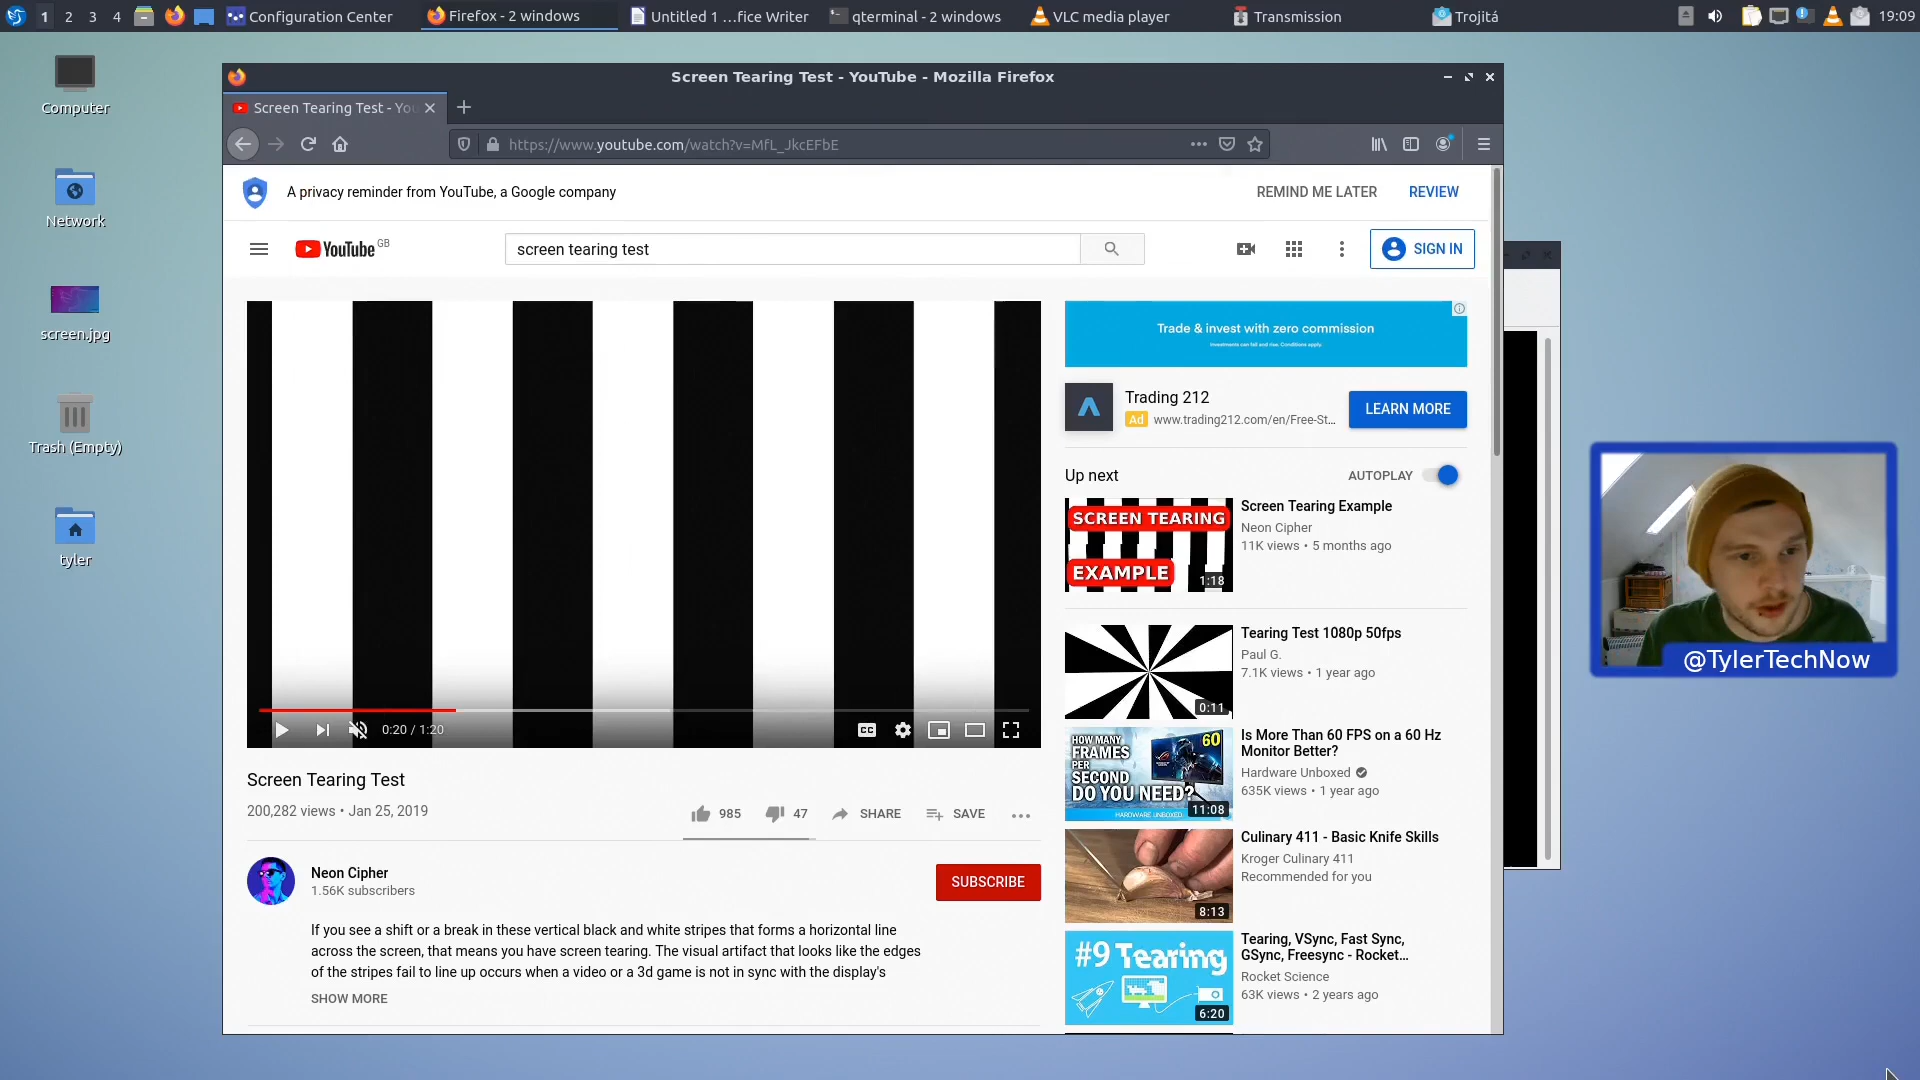 1 2 3 4 Configuration Center Firefox - 2 windows Untitled 1 ...fice Writer qterminal - 2 windows VLC media player Transmission Trojitá 19:09
Computer
Network
screen.jpg
Trash (Empty)
tyler
Screen Tearing Test - YouTube - Mozilla Firefox
Screen Tearing Test - You
https://www.youtube.com/watch?v=MfL_JkcEFbE
A privacy reminder from YouTube, a Google company
REMIND ME LATER
REVIEW
YouTube GB
screen tearing test
SIGN IN
0:20 / 1:20
CC
Screen Tearing Test
200,282 views • Jan 25, 2019
985
47
SHARE
SAVE
Neon Cipher
1.56K subscribers
SUBSCRIBE
If you see a shift or a break in these vertical black and white stripes that forms a horizontal line
across the screen, that means you have screen tearing. The visual artifact that looks like the edges
of the stripes fail to line up occurs when a video or a 3d game is not in sync with the display's
SHOW MORE
Trade & invest with zero commission
Investments can fall and rise. Conditions apply.
Trading 212
Ad www.trading212.com/en/Free-St...
LEARN MORE
Up next
AUTOPLAY
SCREEN TEARING
EXAMPLE
1:18
Screen Tearing Example
Neon Cipher
11K views • 5 months ago
0:11
Tearing Test 1080p 50fps
Paul G.
7.1K views • 1 year ago
HOW MANY
FRAMES
PER
SECOND
DO YOU NEED?
60
HARDWARE UNBOXED
11:08
Is More Than 60 FPS on a 60 Hz
Monitor Better?
Hardware Unboxed
635K views • 1 year ago
8:13
Culinary 411 - Basic Knife Skills
Kroger Culinary 411
Recommended for you
#9 Tearing
6:20
Tearing, VSync, Fast Sync,
GSync, Freesync - Rocket...
Rocket Science
63K views • 2 years ago
@TylerTechNow